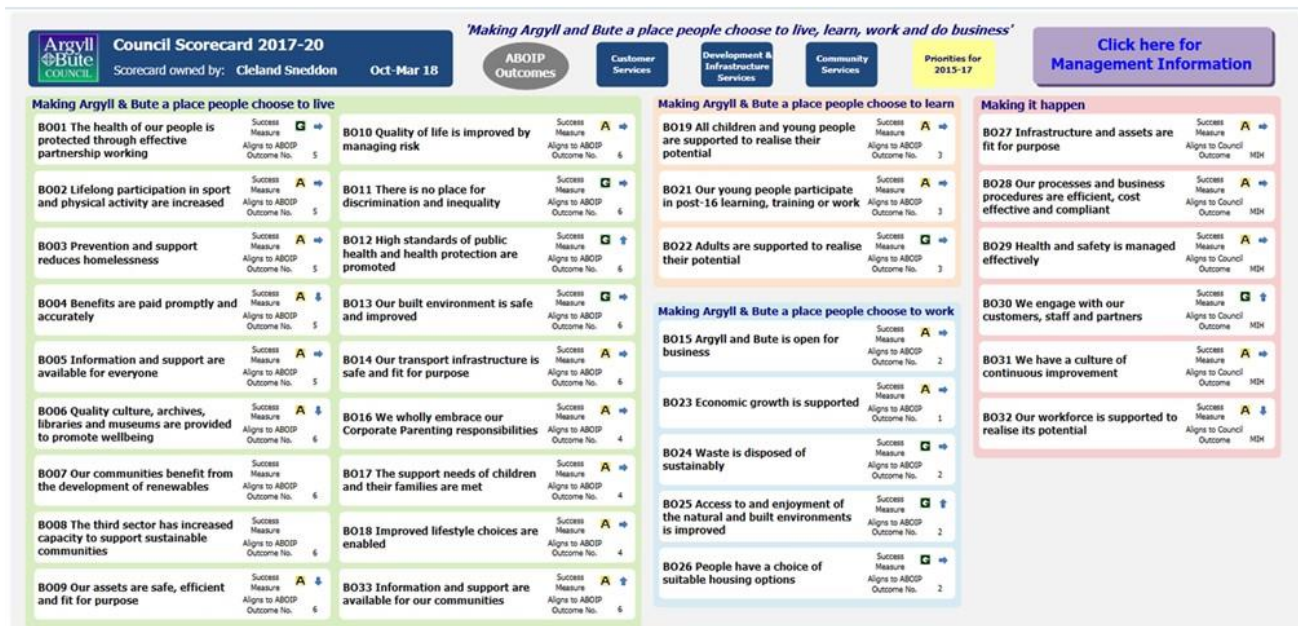 'Making Argyll and Bute a place people choose to live, learn, work and do business'
Argyll
&Bute
COUNCIL
Council Scorecard 2017-20
Scorecard owned by: Cleland Sneddon Oct-Mar 18
ABOIP
Outcomes
Customer
Services
Development &
Infrastructure
Services
Community
Services
Priorities for
2015-17
Click here for
Management Information
Making Argyll & Bute a place people choose to live
BO01 The health of our people is
protected through effective
partnership working
Success
Measure G
Aligns to ABOIP
Outcome No. 5
BO02 Lifelong participation in sport
and physical activity are increased
Success
Measure A
Aligns to ABOIP
Outcome No. 5
BO03 Prevention and support
reduces homelessness
Success
Measure A
Aligns to ABOIP
Outcome No. 5
BO04 Benefits are paid promptly and
accurately
Success
Measure A
Aligns to ABOIP
Outcome No. 5
BO05 Information and support are
available for everyone
Success
Measure A
Aligns to ABOIP
Outcome No. 5
BO06 Quality culture, archives,
libraries and museums are provided
to promote wellbeing
Success
Measure A
Aligns to ABOIP
Outcome No. 6
BO07 Our communities benefit from
the development of renewables
Success
Measure
Aligns to ABOIP
Outcome No. 6
BO08 The third sector has increased
capacity to support sustainable
communities
Success
Measure
Aligns to ABOIP
Outcome No. 6
BO09 Our assets are safe, efficient
and fit for purpose
Success
Measure A
Aligns to ABOIP
Outcome No. 6
BO10 Quality of life is improved by
managing risk
Success
Measure A
Aligns to ABOIP
Outcome No. 6
BO11 There is no place for
discrimination and inequality
Success
Measure G
Aligns to ABOIP
Outcome No. 6
BO12 High standards of public
health and health protection are
promoted
Success
Measure G
Aligns to ABOIP
Outcome No. 6
BO13 Our built environment is safe
and improved
Success
Measure G
Aligns to ABOIP
Outcome No. 6
BO14 Our transport infrastructure is
safe and fit for purpose
Success
Measure A
Aligns to ABOIP
Outcome No. 6
BO16 We wholly embrace our
Corporate Parenting responsibilities
Success
Measure A
Aligns to ABOIP
Outcome No. 4
BO17 The support needs of children
and their families are met
Success
Measure A
Aligns to ABOIP
Outcome No. 4
BO18 Improved lifestyle choices are
enabled
Success
Measure A
Aligns to ABOIP
Outcome No. 4
BO33 Information and support are
available for our communities
Success
Measure A
Aligns to ABOIP
Outcome No. 6
Making Argyll & Bute a place people choose to learn
BO19 All children and young people
are supported to realise their
potential
Success
Measure A
Aligns to ABOIP
Outcome No. 3
BO21 Our young people participate
in post-16 learning, training or work
Success
Measure A
Aligns to ABOIP
Outcome No. 3
BO22 Adults are supported to realise
their potential
Success
Measure G
Aligns to ABOIP
Outcome No. 3
Making Argyll & Bute a place people choose to work
BO15 Argyll and Bute is open for
business
Success
Measure A
Aligns to ABOIP
Outcome No. 2
BO23 Economic growth is supported
Success
Measure A
Aligns to ABOIP
Outcome No. 1
BO24 Waste is disposed of
sustainably
Success
Measure G
Aligns to ABOIP
Outcome No. 2
BO25 Access to and enjoyment of
the natural and built environments
is improved
Success
Measure G
Aligns to ABOIP
Outcome No. 2
BO26 People have a choice of
suitable housing options
Success
Measure G
Aligns to ABOIP
Outcome No. 2
Making it happen
BO27 Infrastructure and assets are
fit for purpose
Success
Measure A
Aligns to Council
Outcome MIH
BO28 Our processes and business
procedures are efficient, cost
effective and compliant
Success
Measure A
Aligns to Council
Outcome MIH
BO29 Health and safety is managed
effectively
Success
Measure A
Aligns to Council
Outcome MIH
BO30 We engage with our
customers, staff and partners
Success
Measure G
Aligns to Council
Outcome MIH
BO31 We have a culture of
continuous improvement
Success
Measure A
Aligns to Council
Outcome MIH
BO32 Our workforce is supported to
realise its potential
Success
Measure A
Aligns to Council
Outcome MIH